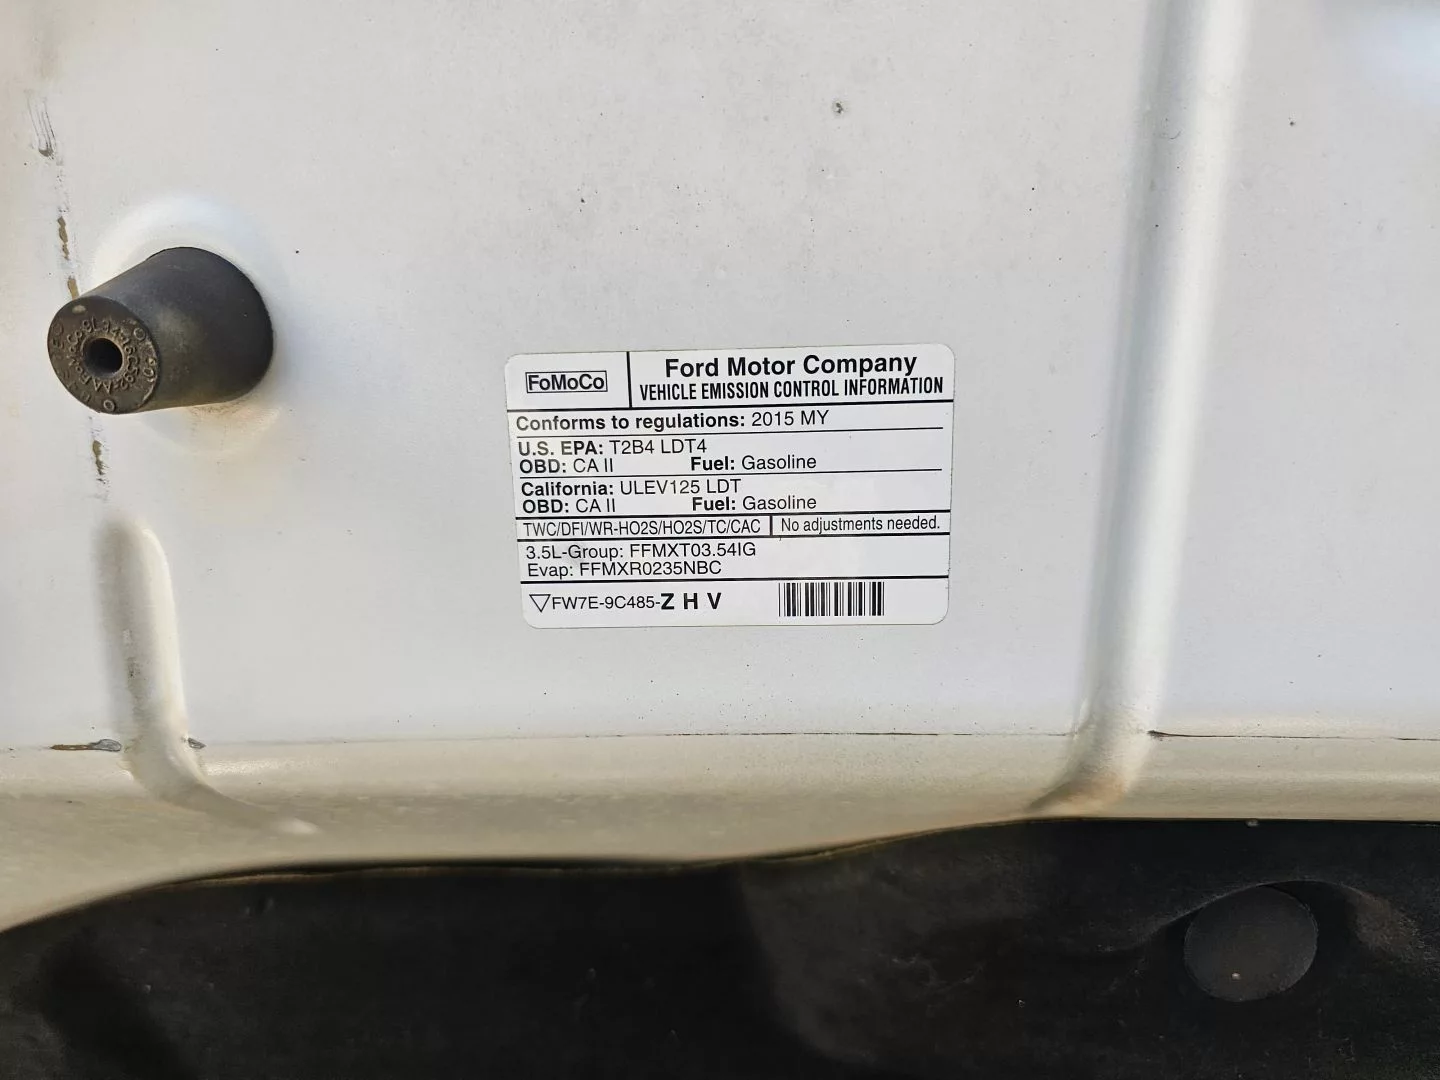 FoMoCo
Ford Motor Company
VEHICLE EMISSION CONTROL INFORMATION
Conforms to regulations: 2015 MY
U.S. EPA: T2B4 LDT4
OBD: CA II Fuel: Gasoline
California: ULEV125 LDT
OBD: CA II Fuel: Gasoline
TWC/DFI/WR-HO2S/HO2S/TC/CAC No adjustments needed.
3.5L-Group: FFMXT03.54IG
Evap: FFMXR0235NBC
FW7E-9C485-Z H V